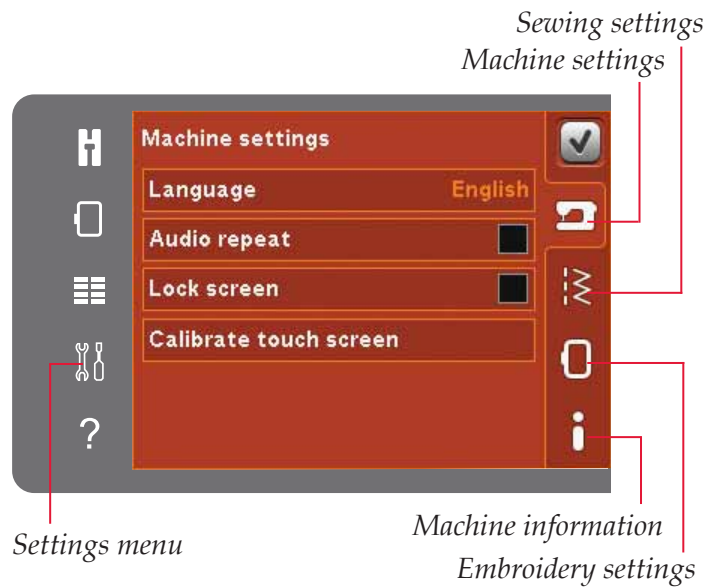 Sewing settings
Machine settings
Machine settings
Language English
Audio repeat
Lock screen
Calibrate touch screen
?
Settings menu
Machine information
Embroidery settings